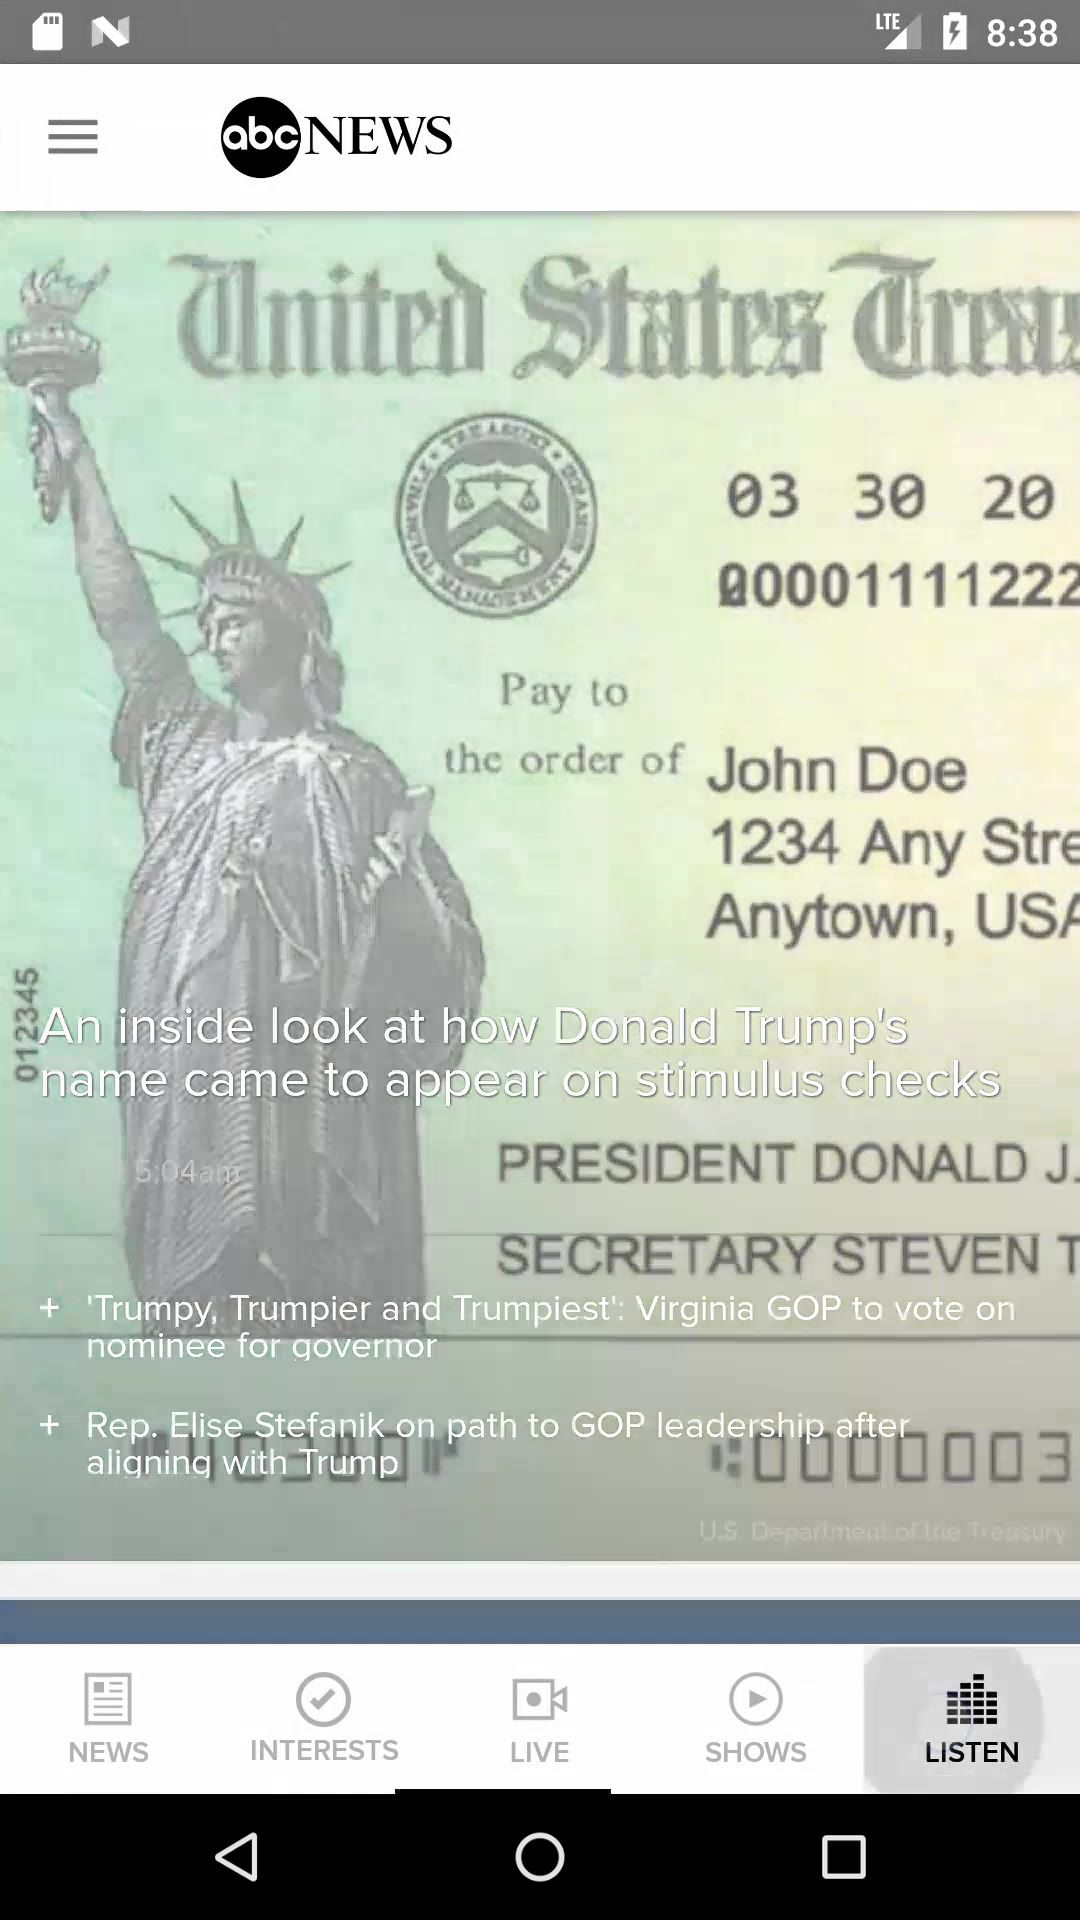 LTE 8:38
abc NEWS
United States Treas
03 30 20
00001111222
Pay to
the order of
John Doe
1234 Any Stre
Anytown, USA
012345
An inside look at how Donald Trump's
name came to appear on stimulus checks
5:04am
PRESIDENT DONALD J.
SECRETARY STEVEN T
+ 'Trumpy, Trumpier and Trumpiest': Virginia GOP to vote on
nominee for governor
+ Rep. Elise Stefanik on path to GOP leadership after
aligning with Trump
0000003
U.S. Department of the Treasury
NEWS INTERESTS LIVE SHOWS LISTEN